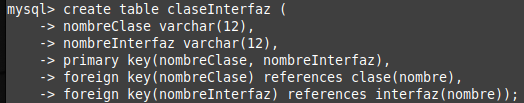 mysql> create table claseInterfaz (
    -> nombreClase varchar(12),
    -> nombreInterfaz varchar(12),
    -> primary key(nombreClase, nombreInterfaz),
    -> foreign key(nombreClase) references clase(nombre),
    -> foreign key(nombreInterfaz) references interfaz(nombre));